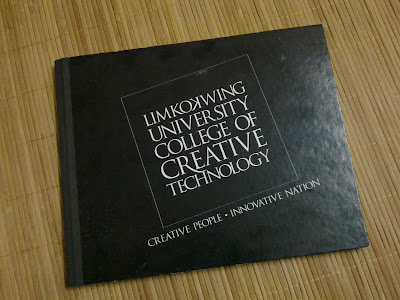 LIMKOKWING
UNIVERSITY
COLLEGE OF
CREATIVE
TECHNOLOGY
CREATIVE PEOPLE • INNOVATIVE NATION